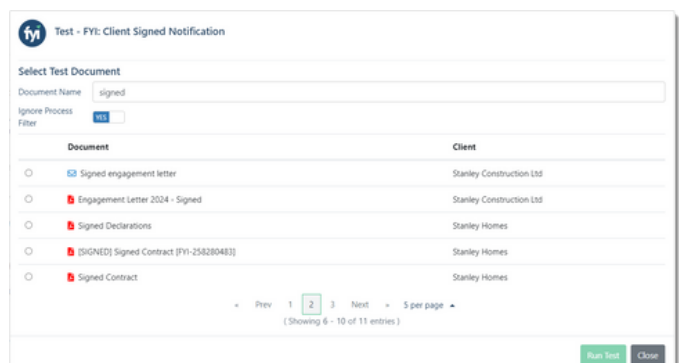 fyi Test - FYI: Client Signed Notification
Select Test Document
Document Name signed
Ignore Process Filter YES
Document Client
Signed engagement letter Stanley Construction Ltd
Engagement Letter 2024 - Signed Stanley Construction Ltd
Signed Declarations Stanley Homes
[SIGNED] Signed Contract [FYI-258280483] Stanley Homes
Signed Contract Stanley Homes
« Prev 1 2 3 Next » 5 per page
( Showing 6 - 10 of 11 entries )
Run Test Close